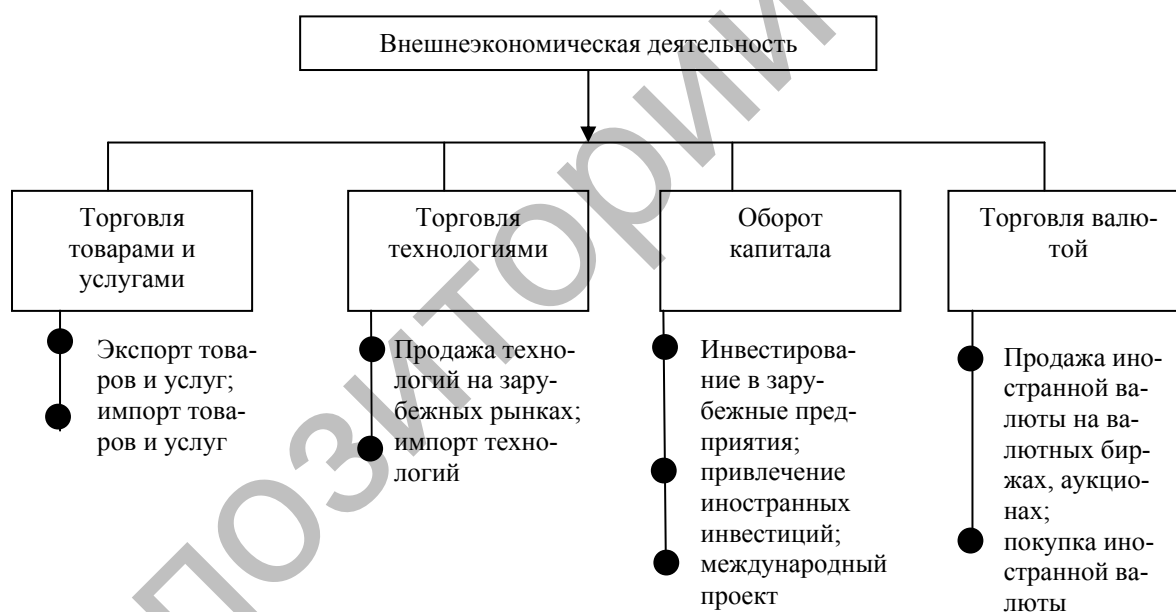 Внешнеэкономическая деятельность
Торговля
товарами и
услугами
Торговля
технологиями
Оборот
капитала
Торговля валю-
той
Экспорт това-
ров и услуг;
импорт това-
ров и услуг
Продажа техно-
логий на зару-
бежных рынках;
импорт техно-
логий
Инвестирова-
ние в зару-
бежные пред-
приятия;
привлечение
иностранных
инвестиций;
международный
проект
Продажа ино-
странной ва-
люты на ва-
лютных бир-
жах, аукцио-
нах;
покупка ино-
странной ва-
люты
позитории